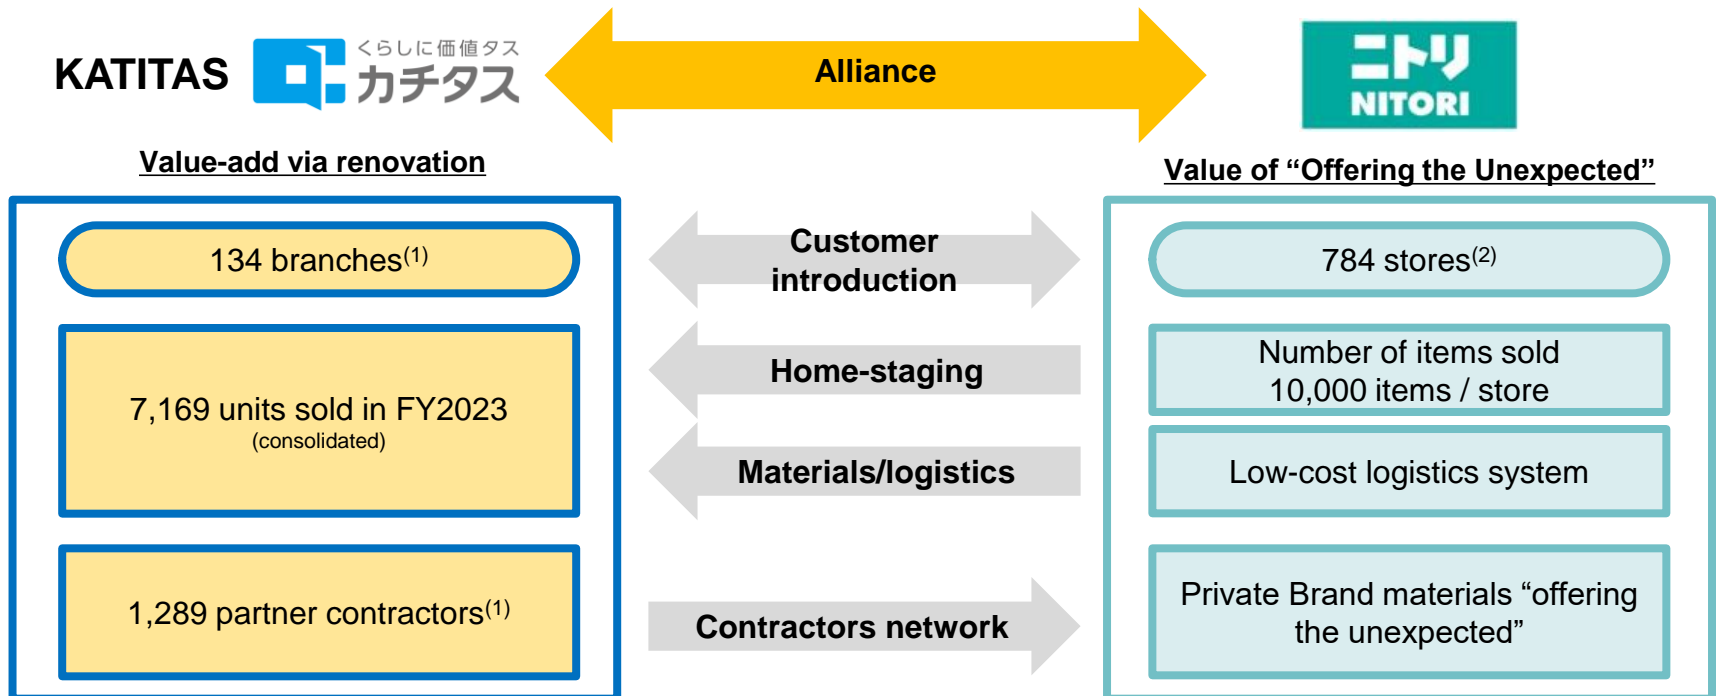 KATITAS
くらしに価値タス
カチタス
Alliance
ニトリ
NITORI
Value-add via renovation
Value of “Offering the Unexpected”
134 branches(1)
Customer
introduction
784 stores(2)
7,169 units sold in FY2023
(consolidated)
Home-staging
Number of items sold
10,000 items / store
Materials/logistics
Low-cost logistics system
1,289 partner contractors(1)
Contractors network
Private Brand materials “offering
the unexpected”